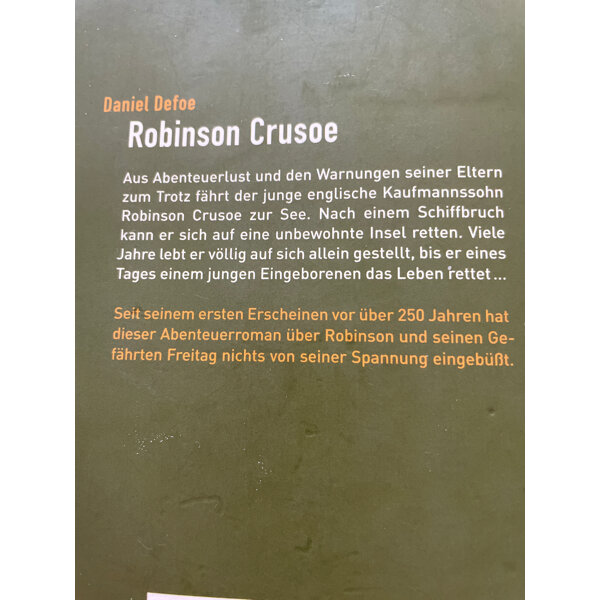 Daniel Defoe
Robinson Crusoe
Aus Abenteuerlust und den Warnungen seiner Eltern
zum Trotz fährt der junge englische Kaufmannssohn
Robinson Crusoe zur See. Nach einem Schiffbruch
kann er sich auf eine unbewohnte Insel retten. Viele
Jahre lebt er völlig auf sich allein gestellt, bis er eines
Tages einem jungen Eingeborenen das Leben rettet ...
Seit seinem ersten Erscheinen vor über 250 Jahren hat
dieser Abenteuerroman über Robinson und seinen Ge-
fährten Freitag nichts von seiner Spannung eingebüßt.